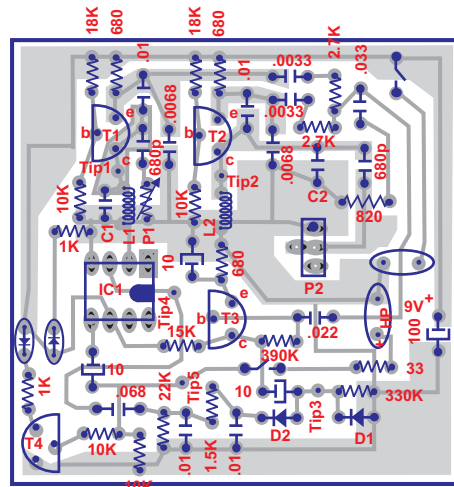 18K
680
18K
680
.01
.0068
.01
.0033
2.7K
.033
.0033
e
b
T1
c
Tip1
680p
e
b
T2
c
Tip2
2.7K
.0068
C2
680p
10K
C1
L1
P1
10K
L2
820
1K
10
680
P2
IC1
Tip4
e
b
T3
c
.022
+
HP
9V
+
100
15K
390K
33
10
1K
.068
22K
Tip5
10
Tip3
330K
T4
10K
.01
1.5K
.01
D2
D1
10K